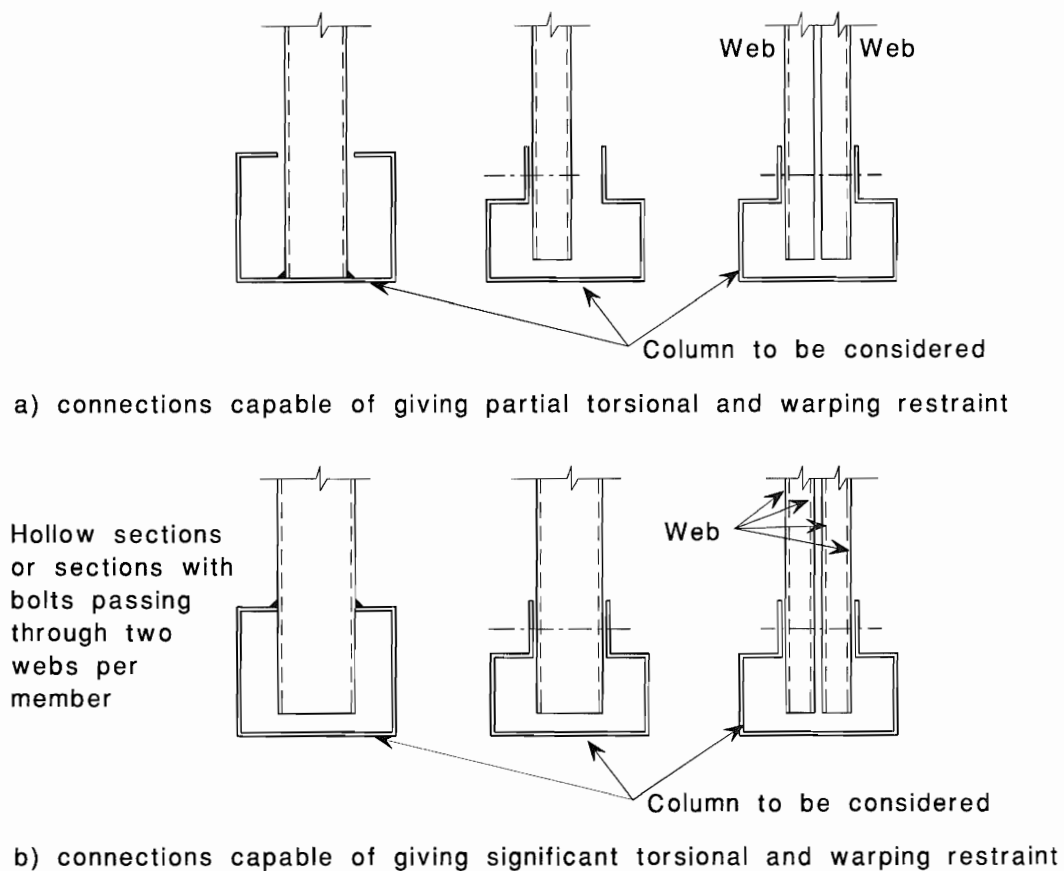 Web Web
Column to be considered
a) connections capable of giving partial torsional and warping restraint
Hollow sections
or sections with
bolts passing
through two
webs per
member
Web
Column to be considered
b) connections capable of giving significant torsional and warping restraint